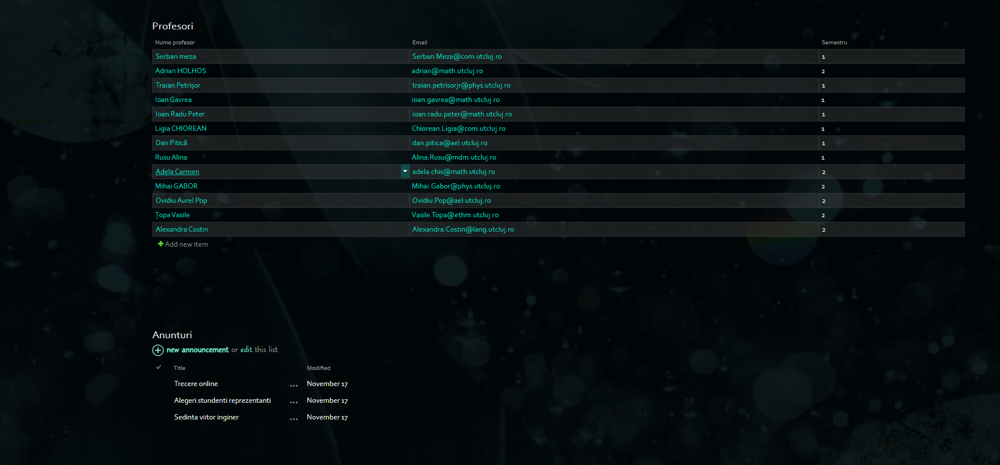 Profesori
Nume profesor Email Semestru
Serban meza Serban.Meza@com.utcluj.ro 1
Adrian HOLHOS adrian@math.utcluj.ro 2
Traian Petrișor traian.petrisorjr@phys.utcluj.ro 1
Ioan Gavrea ioan.gavrea@math.utcluj.ro 1
Ioan Radu Peter ioan.radu.peter@math.utcluj.ro 1
Ligia CHIOREAN Chiorean.Ligia@com.utcluj.ro 1
Dan Pitică dan.pitica@ael.utcluj.ro 1
Rusu Alina Alina.Rusu@mdm.utcluj.ro 1
Adela Carmen adela.chis@math.utcluj.ro 2
Mihai GABOR Mihai.Gabor@phys.utcluj.ro 2
Ovidiu Aurel Pop Ovidiu.Pop@ael.utcluj.ro 2
Țopa Vasile Vasile.Topa@ethm.utcluj.ro 2
Alexandra Costin Alexandra.Costin@lang.utcluj.ro 2
Add new item
Anunturi
new announcement or edit this list
Title Modified
Trecere online ... November 17
Alegeri stundenti reprezentanti ... November 17
Sedinta viitor inginer ... November 17